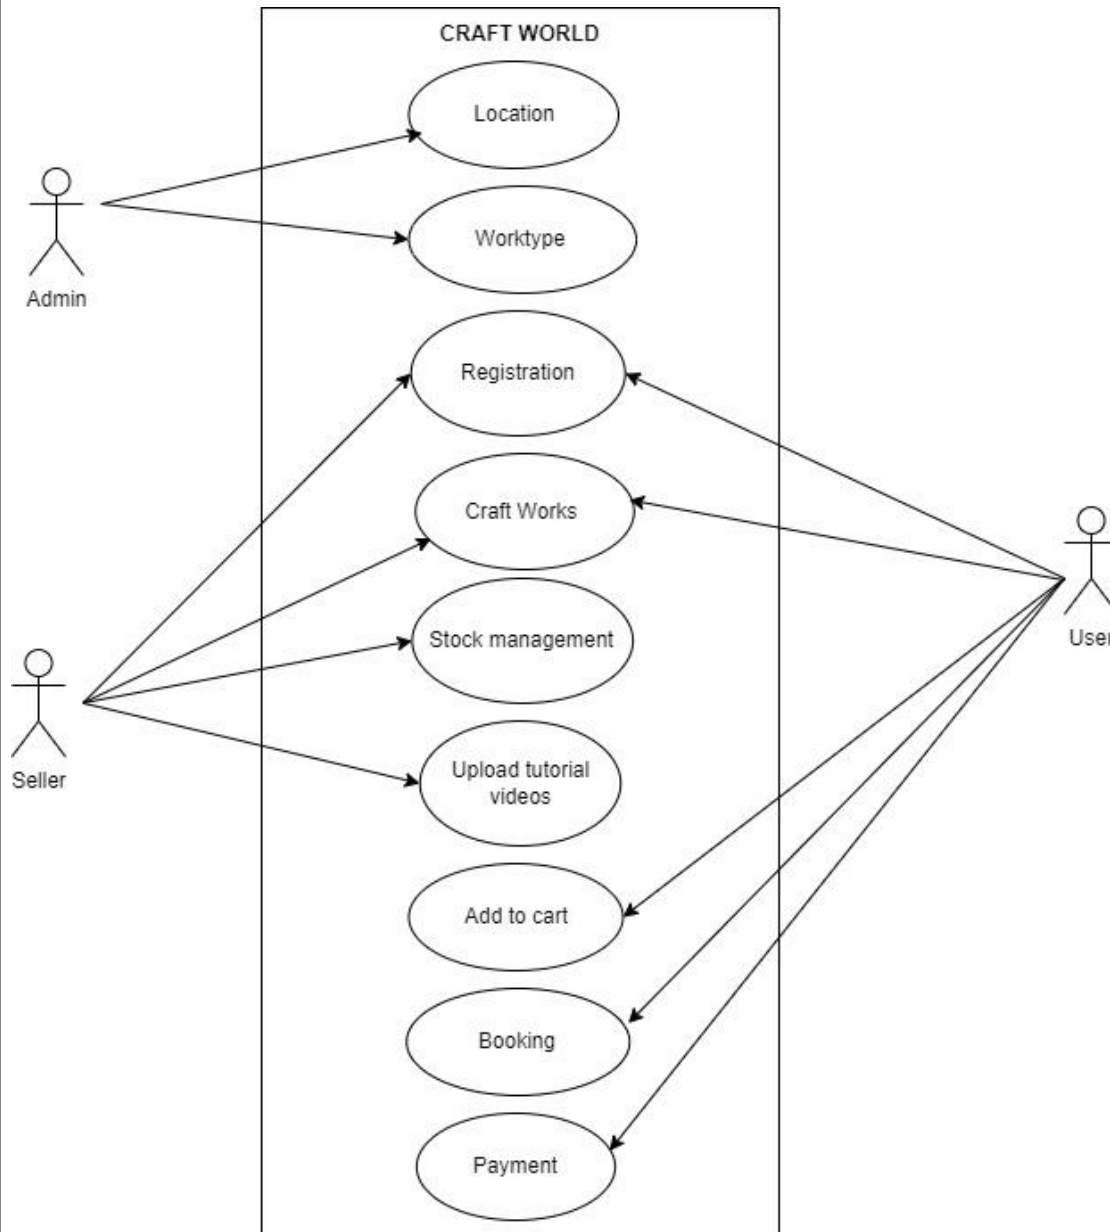 CRAFT WORLD
Location
Worktype
Admin
Registration
Craft Works
User
Stock management
Seller
Upload tutorial
videos
Add to cart
Booking
Payment